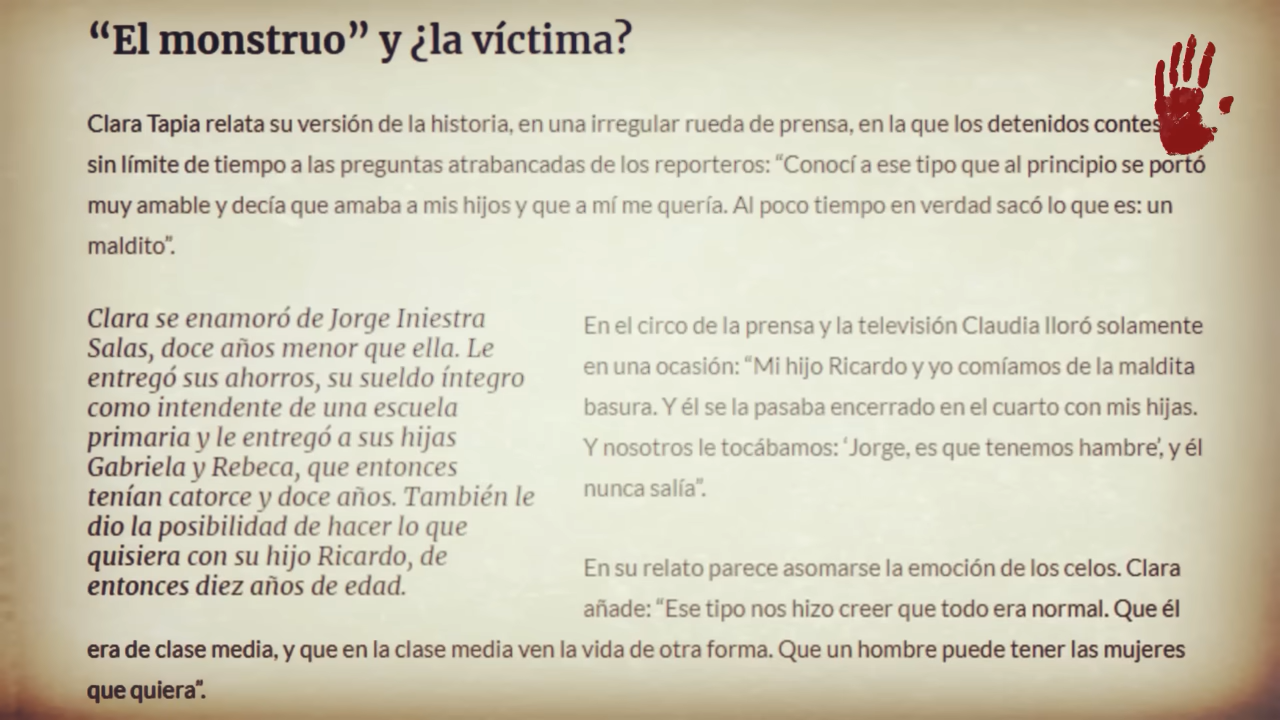 “El monstruo” y ¿la víctima?
Clara Tapia relata su versión de la historia, en una irregular rueda de prensa, en la que los detenidos contes
sin límite de tiempo a las preguntas atrabancadas de los reporteros: “Conocí a ese tipo que al principio se portó
muy amable y decía que amaba a mis hijos y que a mí me quería. Al poco tiempo en verdad sacó lo que es: un
maldito”.
Clara se enamoró de Jorge Iniestra
Salas, doce años menor que ella. Le
entregó sus ahorros, su sueldo íntegro
como intendente de una escuela
primaria y le entregó a sus hijas
Gabriela y Rebeca, que entonces
tenían catorce y doce años. También le
dio la posibilidad de hacer lo que
quisiera con su hijo Ricardo, de
entonces diez años de edad.
En el circo de la prensa y la televisión Claudia lloró solamente
en una ocasión: “Mi hijo Ricardo y yo comíamos de la maldita
basura. Y él se la pasaba encerrado en el cuarto con mis hijas.
Y nosotros le tocábamos: ‘Jorge, es que tenemos hambre’, y él
nunca salía”.
En su relato parece asomarse la emoción de los celos. Clara
añade: “Ese tipo nos hizo creer que todo era normal. Que él
era de clase media, y que en la clase media ven la vida de otra forma. Que un hombre puede tener las mujeres
que quiera”.